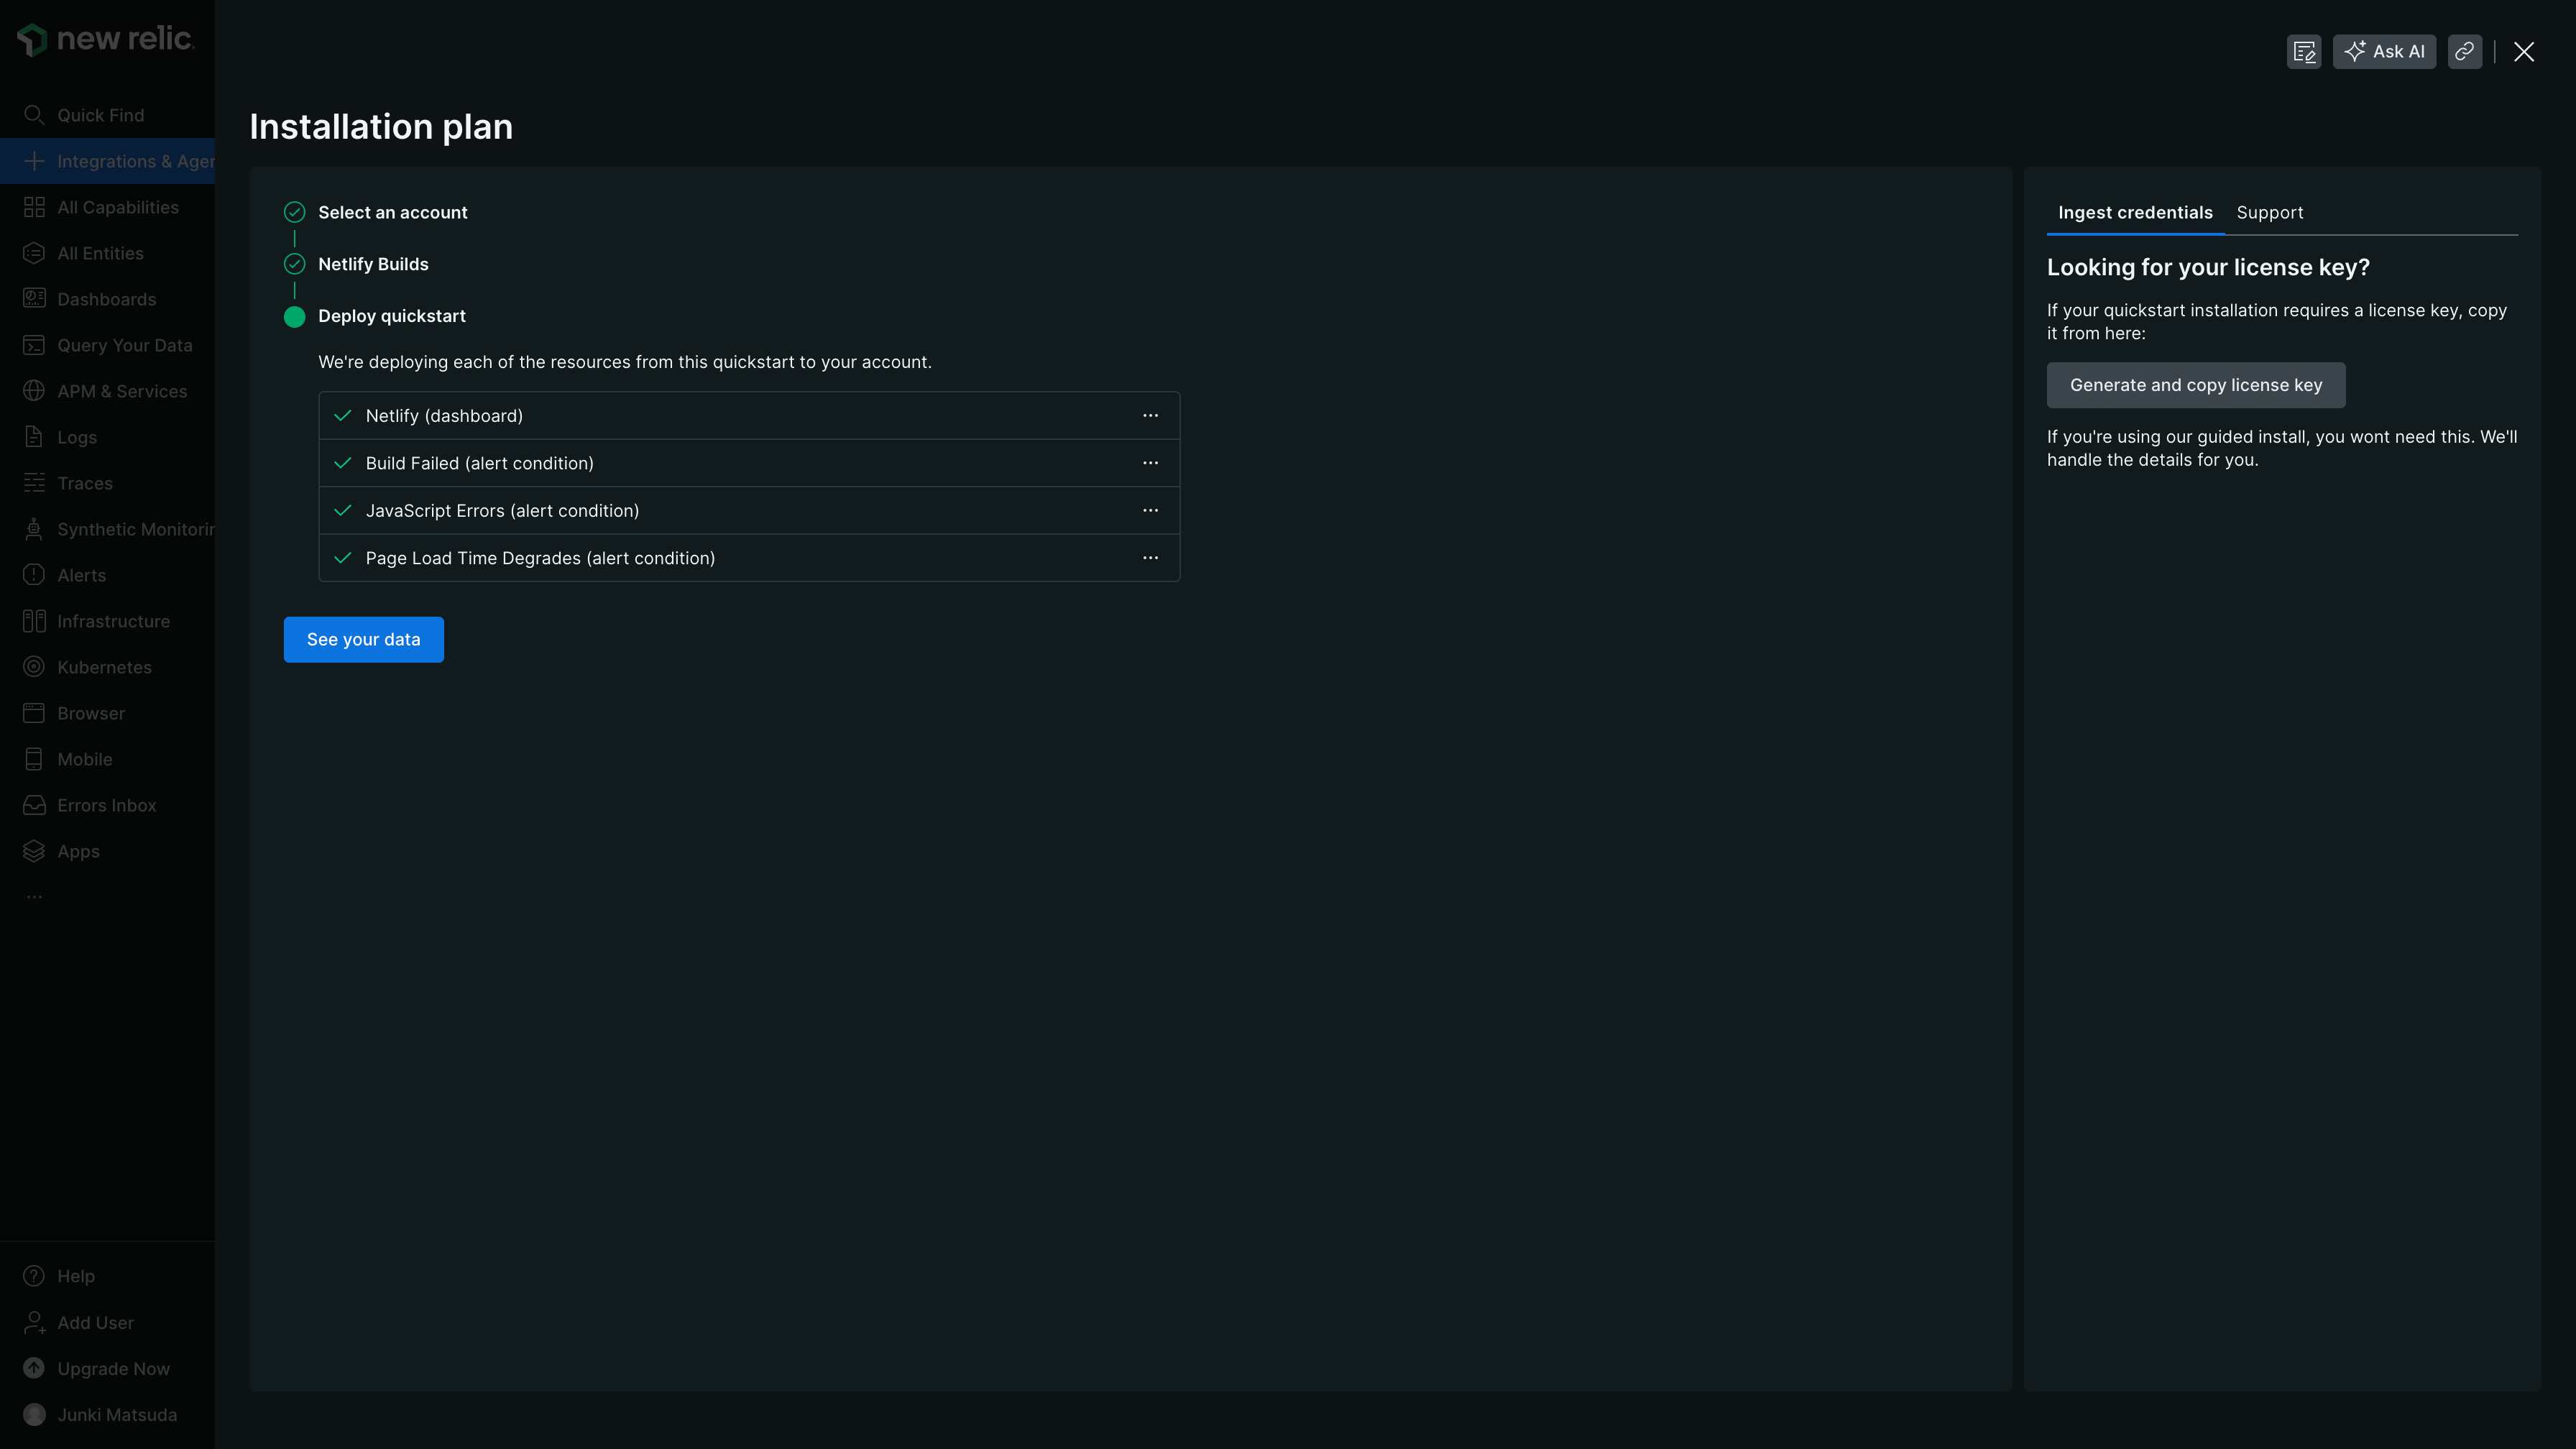 new relic.
Quick Find
Integrations & Agen
All Capabilities
All Entities
Dashboards
Query Your Data
APM & Services
Logs
Traces
Synthetic Monitorin
Alerts
Infrastructure
Kubernetes
Browser
Mobile
Errors Inbox
Apps
...
Help
Add User
Upgrade Now
Junki Matsuda
Ask AI
Installation plan
Select an account
Netlify Builds
Deploy quickstart
We're deploying each of the resources from this quickstart to your account.
Netlify (dashboard)
Build Failed (alert condition)
JavaScript Errors (alert condition)
Page Load Time Degrades (alert condition)
See your data
Ingest credentials Support
Looking for your license key?
If your quickstart installation requires a license key, copy
it from here:
Generate and copy license key
If you're using our guided install, you wont need this. We'll
handle the details for you.